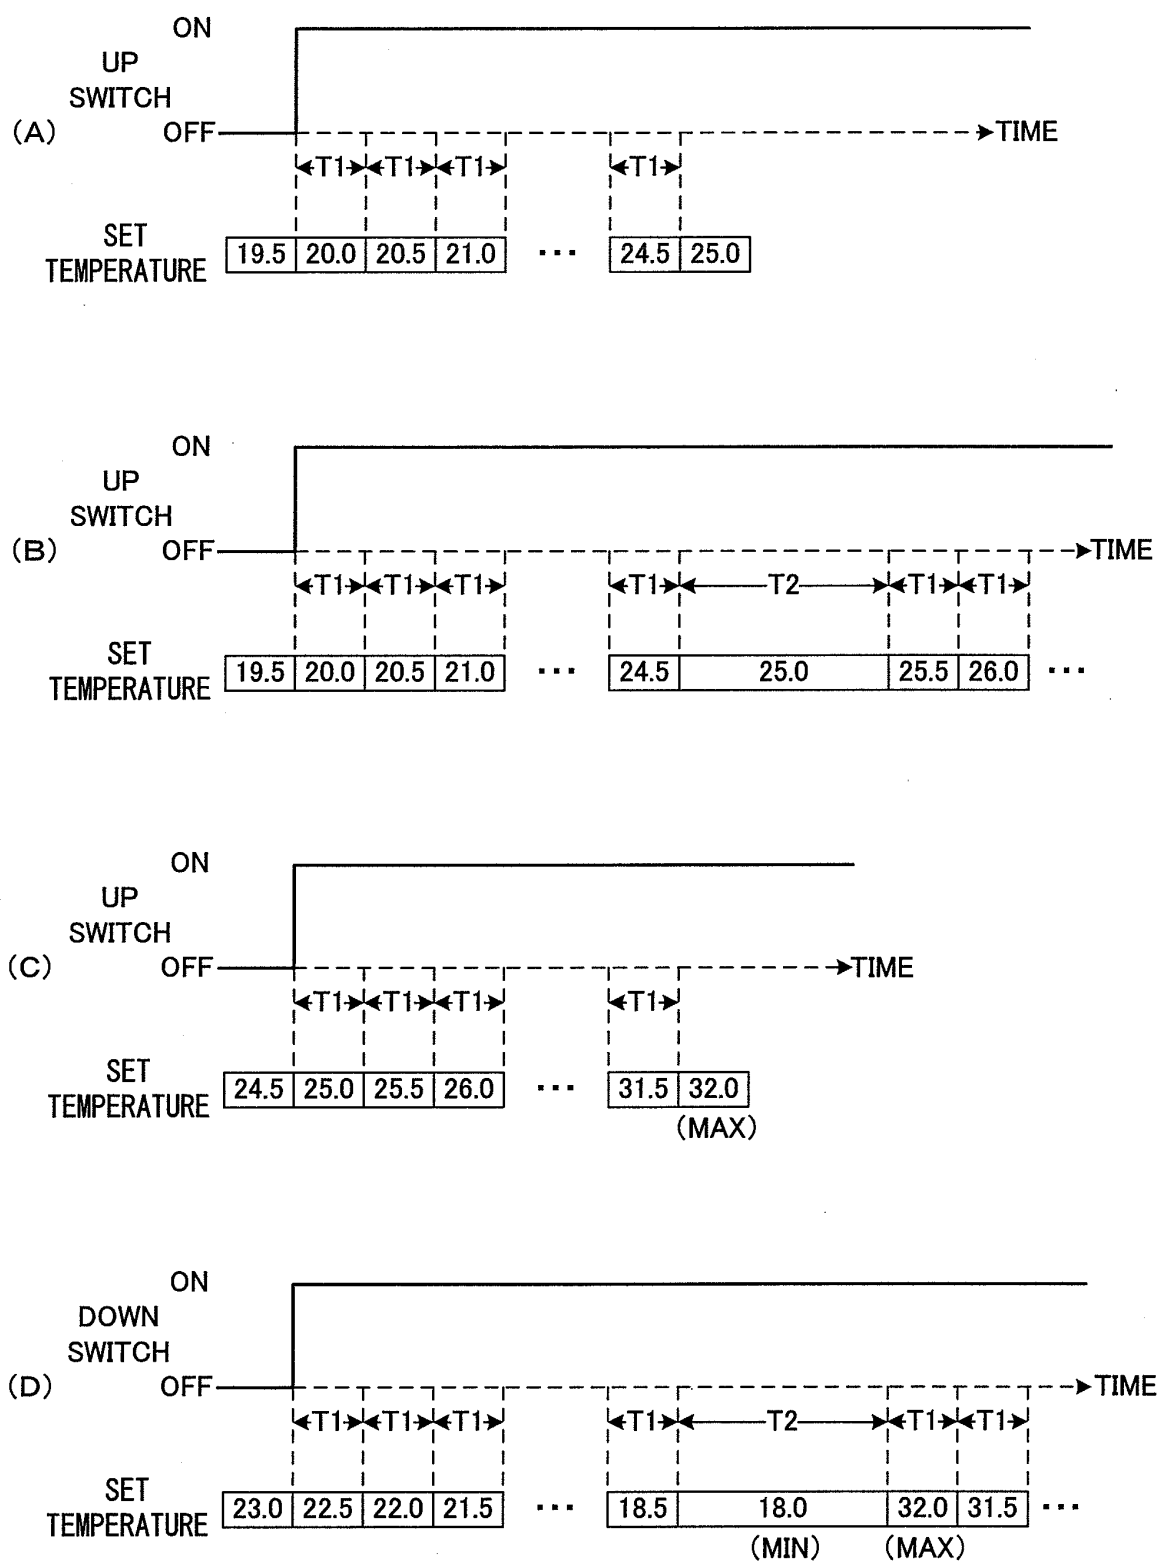 ON
UP
SWITCH
(A)
OFF
TIME
T1 T1 T1 T1
SET
TEMPERATURE
19.5 20.0 20.5 21.0 ... 24.5 25.0
ON
UP
SWITCH
(B)
OFF
TIME
T1 T1 T1 T1 T2 T1 T1
SET
TEMPERATURE
19.5 20.0 20.5 21.0 ... 24.5 25.0 25.5 26.0 ...
ON
UP
SWITCH
(C)
OFF
TIME
T1 T1 T1 T1
SET
TEMPERATURE
24.5 25.0 25.5 26.0 ... 31.5 32.0
(MAX)
ON
DOWN
SWITCH
(D)
OFF
TIME
T1 T1 T1 T1 T2 T1 T1
SET
TEMPERATURE
23.0 22.5 22.0 21.5 ... 18.5 18.0 32.0 31.5 ...
(MIN) (MAX)